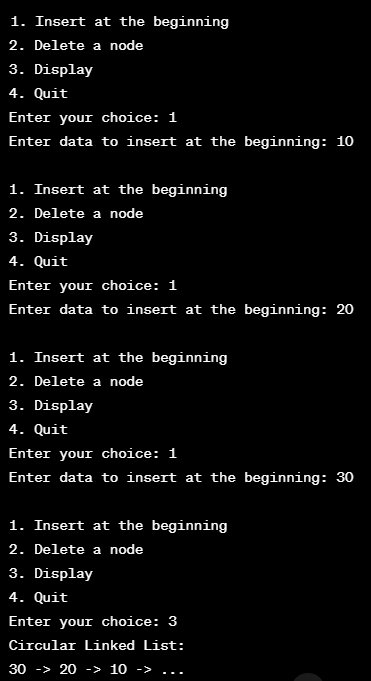 1. Insert at the beginning
2. Delete a node
3. Display
4. Quit
Enter your choice: 1
Enter data to insert at the beginning: 10
1. Insert at the beginning
2. Delete a node
3. Display
4. Quit
Enter your choice: 1
Enter data to insert at the beginning: 20
1. Insert at the beginning
2. Delete a node
3. Display
4. Quit
Enter your choice: 1
Enter data to insert at the beginning: 30
1. Insert at the beginning
2. Delete a node
3. Display
4. Quit
Enter your choice: 3
Circular Linked List:
30 -> 20 -> 10 -> ...